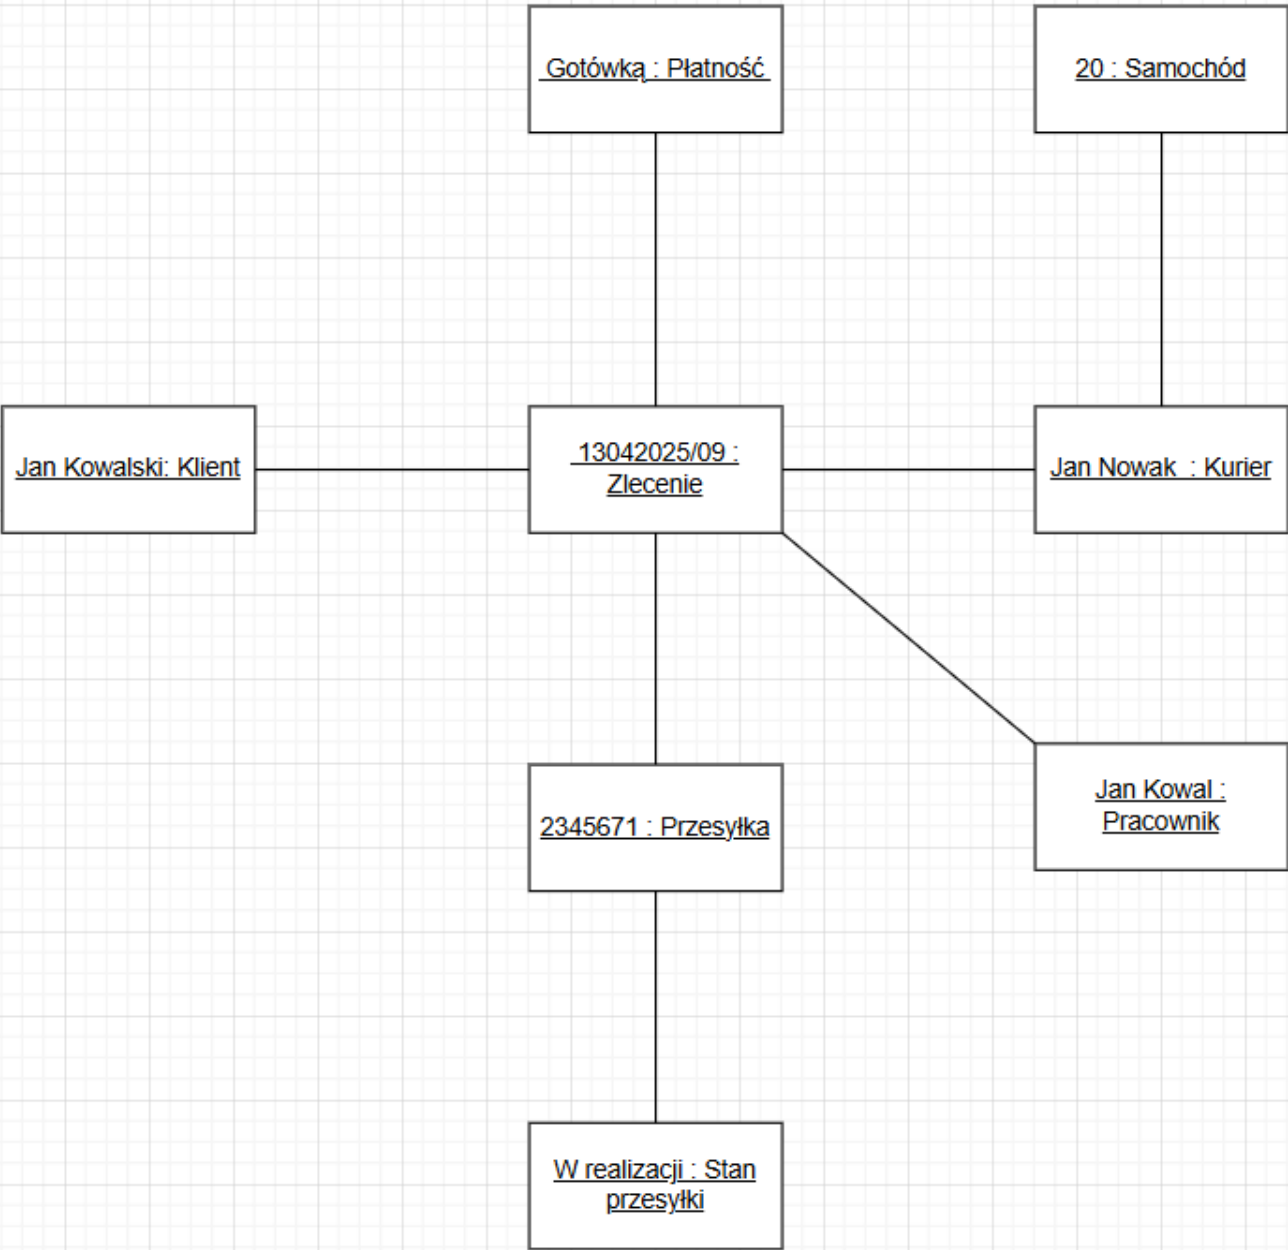 Gotówką : Płatność
20 : Samochód
Jan Kowalski: Klient
13042025/09 :
Zlecenie
Jan Nowak  : Kurier
Jan Kowal :
Pracownik
2345671 : Przesyłka
W realizacji : Stan
przesyłki